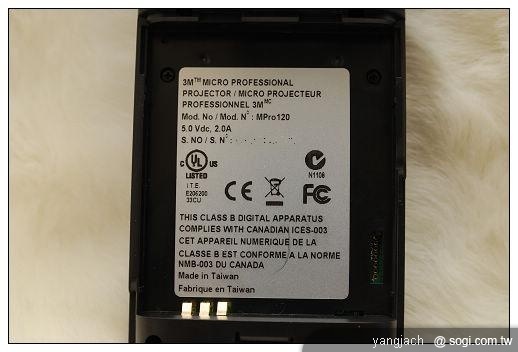 3M™ MICRO PROFESSIONAL
PROJECTOR / MICRO PROJECTEUR
PROFESSIONNEL 3Mᴹᶜ
Mod. No / Mod. N° : MPro120
5.0 Vdc, 2.0A
S. NO / S. N° :
C UL US
LISTED
I.T.E.
E206200
33CU
CE
N1108
FC
THIS CLASS B DIGITAL APPARATUS
COMPLIES WITH CANADIAN ICES-003
CET APPAREIL NUMERIQUE DE LA
CLASSE B EST CONFORME A LA NORME
NMB-003 DU CANADA
Made in Taiwan
Fabrique en Taiwan
yangjach @ sogi.com.tw